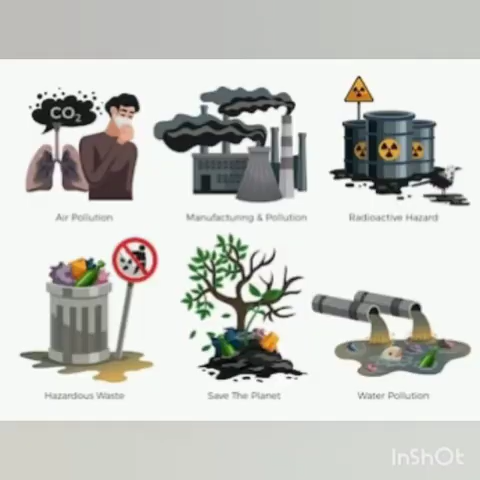 CO₂
Air Pollution
Manufacturing & Pollution
Radioactive Hazard
Hazardous Waste
Save The Planet
Water Pollution
InShOt